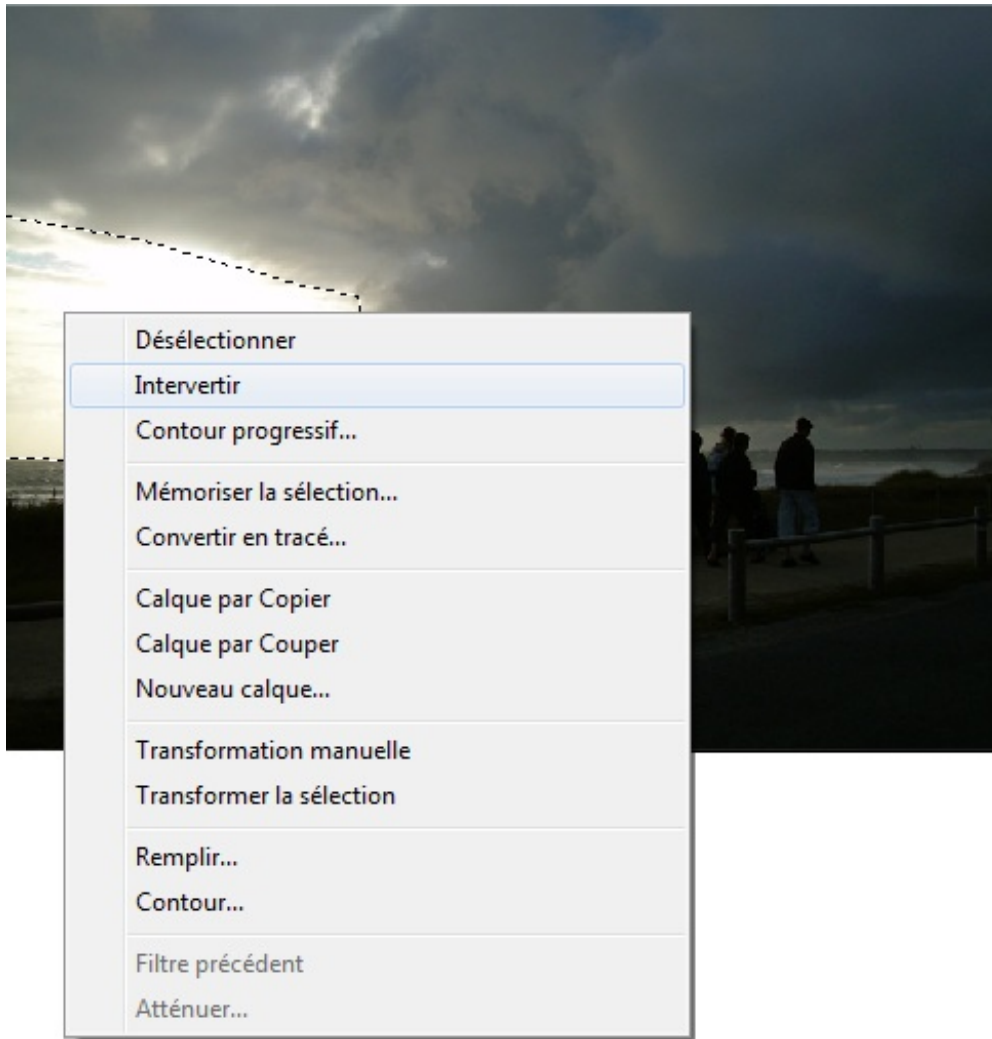 Désélectionner
Intervertir
Contour progressif...
Mémoriser la sélection...
Convertir en tracé...
Calque par Copier
Calque par Couper
Nouveau calque...
Transformation manuelle
Transformer la sélection
Remplir...
Contour...
Filtre précédent
Atténuer...